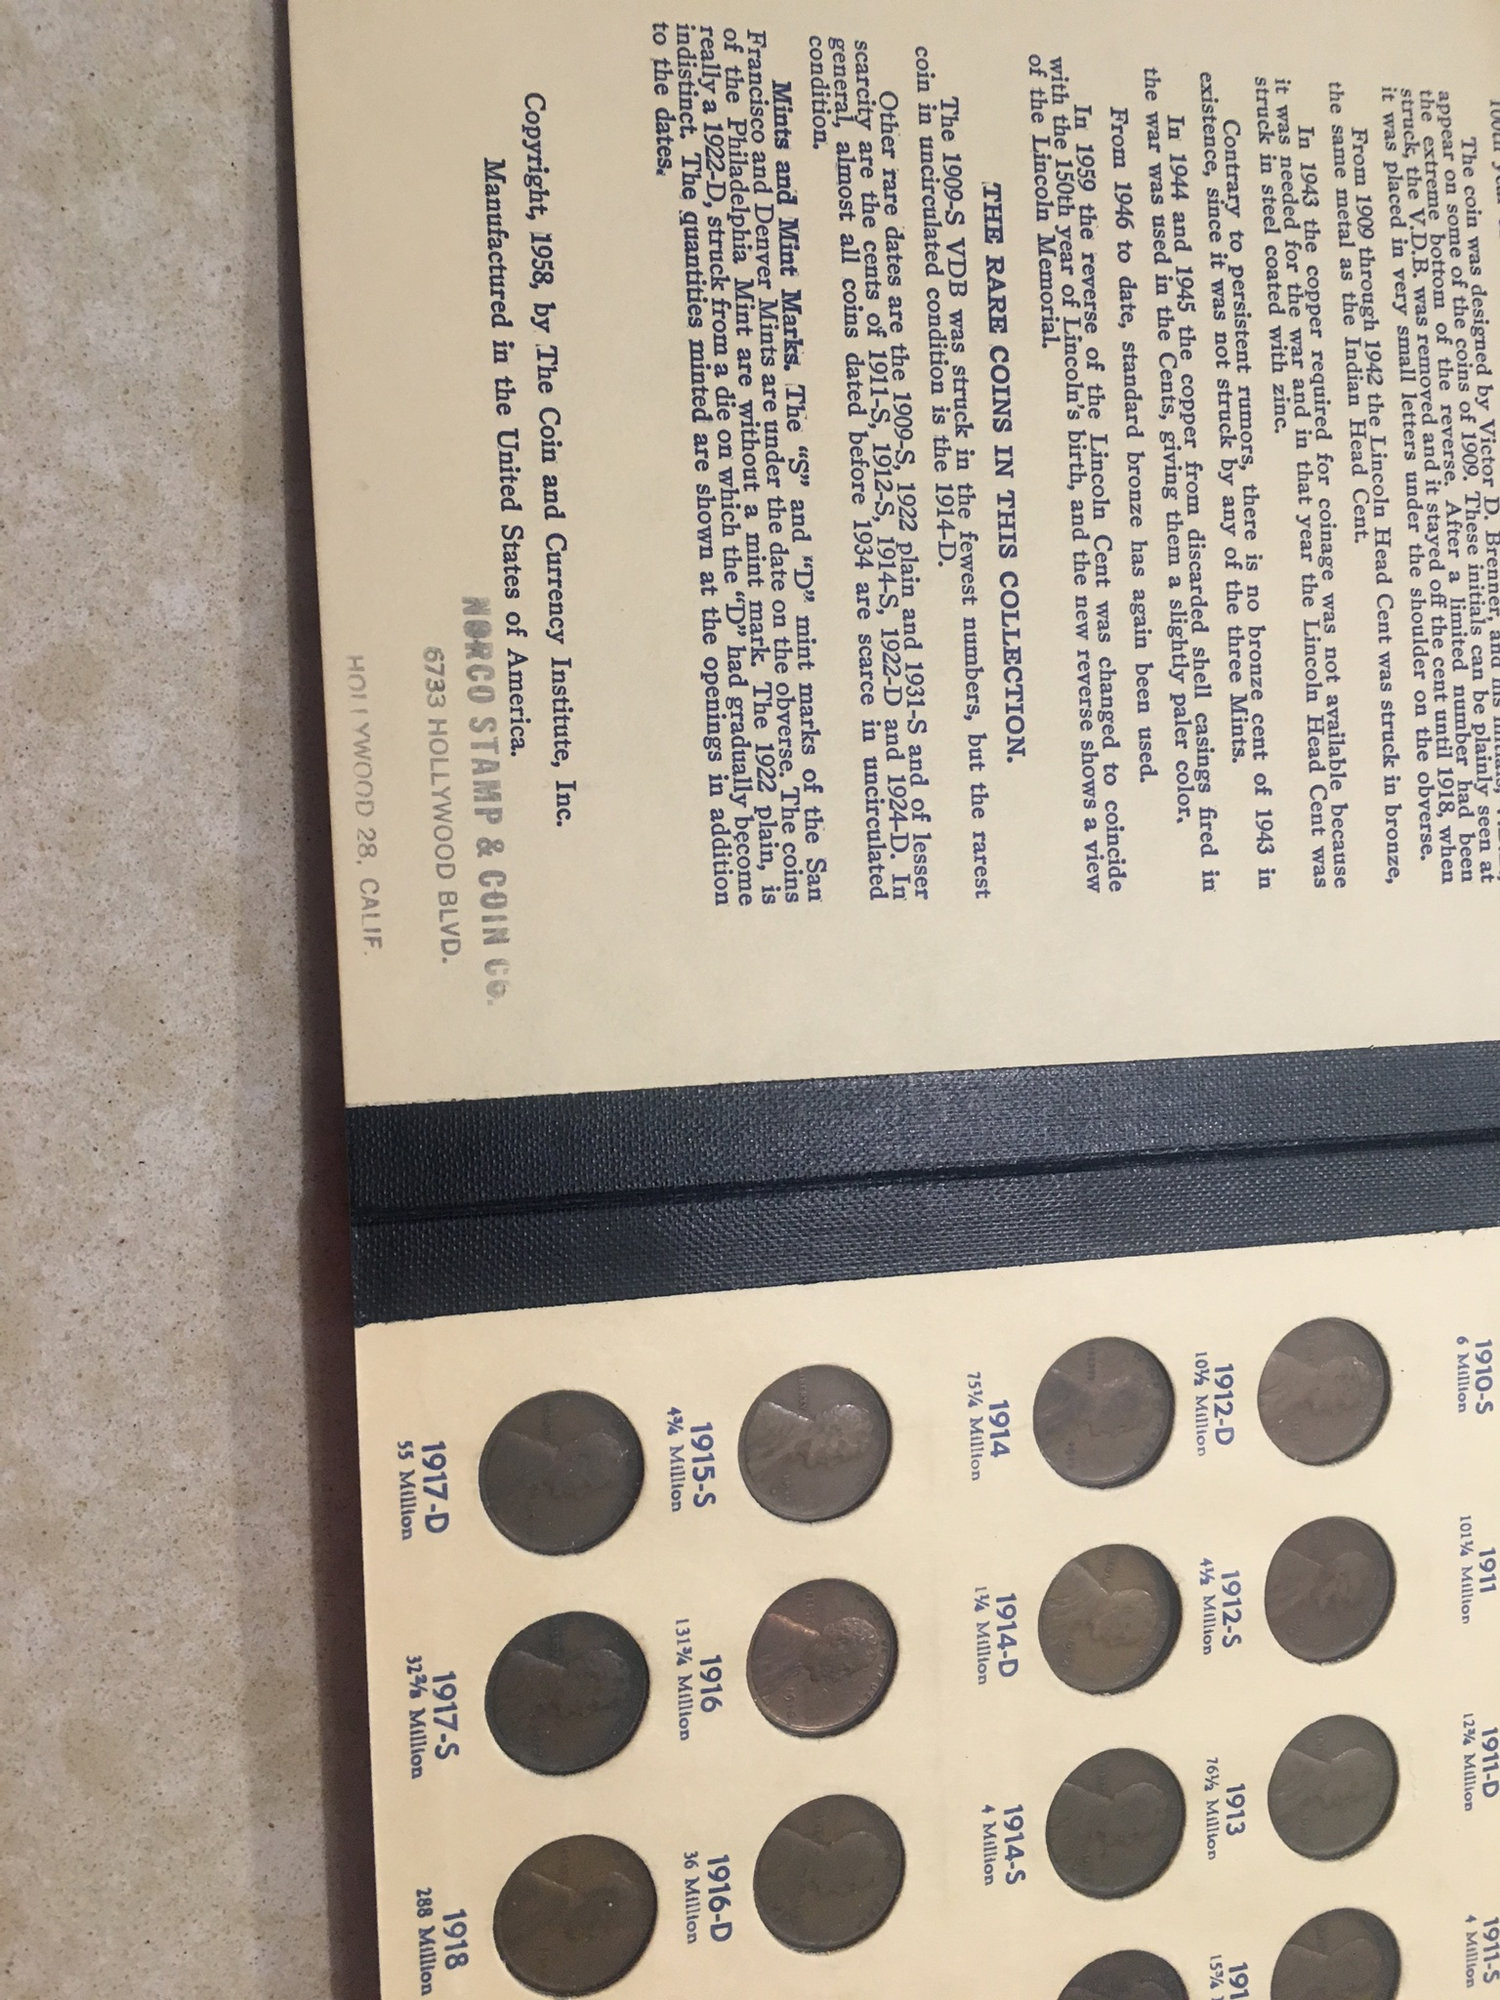 The coin was designed by Victor D. Brenner, and his
appear on some of the coins of 1909. These initials can be plainly seen at
the extreme bottom of the reverse. After a limited number had been
struck, the V.D.B. was removed and it stayed off the cent until 1918, when
it was placed in very small letters under the shoulder on the obverse.
From 1909 through 1942 the Lincoln Head Cent was struck in bronze,
the same metal as the Indian Head Cent.
In 1943 the copper required for coinage was not available because
it was needed for the war and in that year the Lincoln Head Cent was
struck in steel coated with zinc.
Contrary to persistent rumors, there is no bronze cent of 1943 in
existence, since it was not struck by any of the three Mints.
In 1944 and 1945 the copper from discarded shell casings fired in
the war was used in the Cents, giving them a slightly paler color.
From 1946 to date, standard bronze has again been used.
In 1959 the reverse of the Lincoln Cent was changed to coincide
with the 150th year of Lincoln's birth, and the new reverse shows a view
of the Lincoln Memorial.
THE RARE COINS IN THIS COLLECTION.
The 1909-S VDB was struck in the fewest numbers, but the rarest
coin in uncirculated condition is the 1914-D.
Other rare dates are the 1909-S, 1922 plain and 1931-S and of lesser
scarcity are the cents of 1911-S, 1912-S, 1914-S, 1922-D and 1924-D. In
general, almost all coins dated before 1934 are scarce in uncirculated
condition.
Mints and Mint Marks. The "S" and "D" mint marks of the San
Francisco and Denver Mints are under the date on the obverse. The coins
of the Philadelphia Mint are without a mint mark. The 1922 plain, is
really a 1922-D, struck from a die on which the "D" had gradually become
indistinct. The quantities minted are shown at the openings in addition
to the dates.
Copyright, 1958, by The Coin and Currency Institute, Inc.
Manufactured in the United States of America.
NORCO STAMP & COIN CO.
6733 HOLLYWOOD BLVD.
HOLLYWOOD 28, CALIF.
1910-S
6 Million
1911
101¼ Million
1911-D
12¾ Million
1911-S
4 Million
1912-D
10½ Million
1912-S
4½ Million
1913
76½ Million
15¾
1914
75¼ Million
1914-D
1¼ Million
1914-S
4 Million
1915-S
4¾ Million
1916
131¾ Million
1916-D
36 Million
1917-D
55 Million
1917-S
32⅔ Million
1918
288 Million